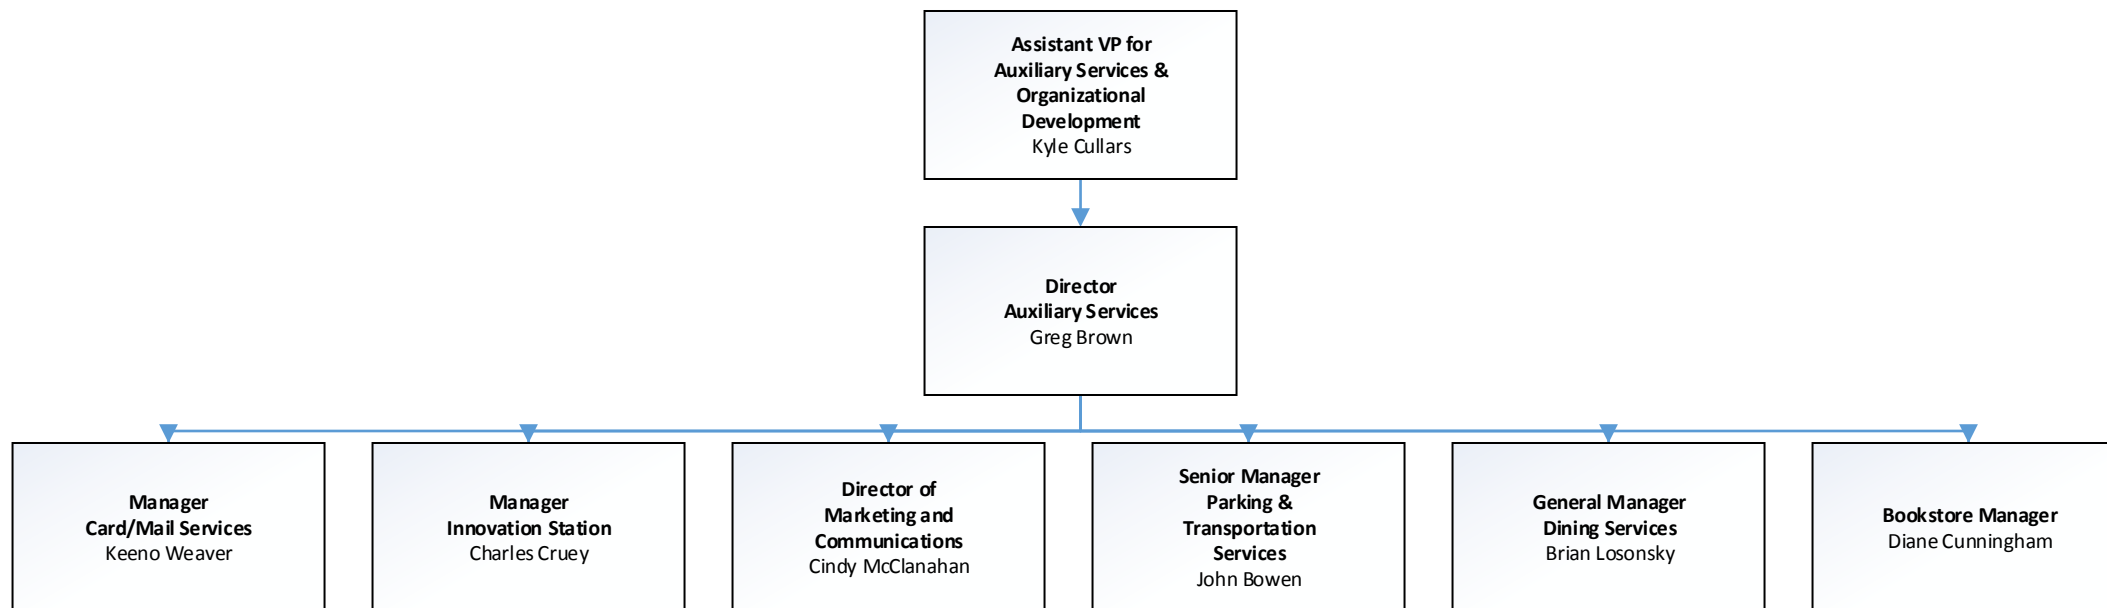 Assistant VP for
Auxiliary Services &
Organizational
Development
Kyle Cullars
Director
Auxiliary Services
Greg Brown
Manager
Card/Mail Services
Keeno Weaver
Manager
Innovation Station
Charles Cruey
Director of
Marketing and
Communications
Cindy McClanahan
Senior Manager
Parking &
Transportation
Services
John Bowen
General Manager
Dining Services
Brian Losonsky
Bookstore Manager
Diane Cunningham